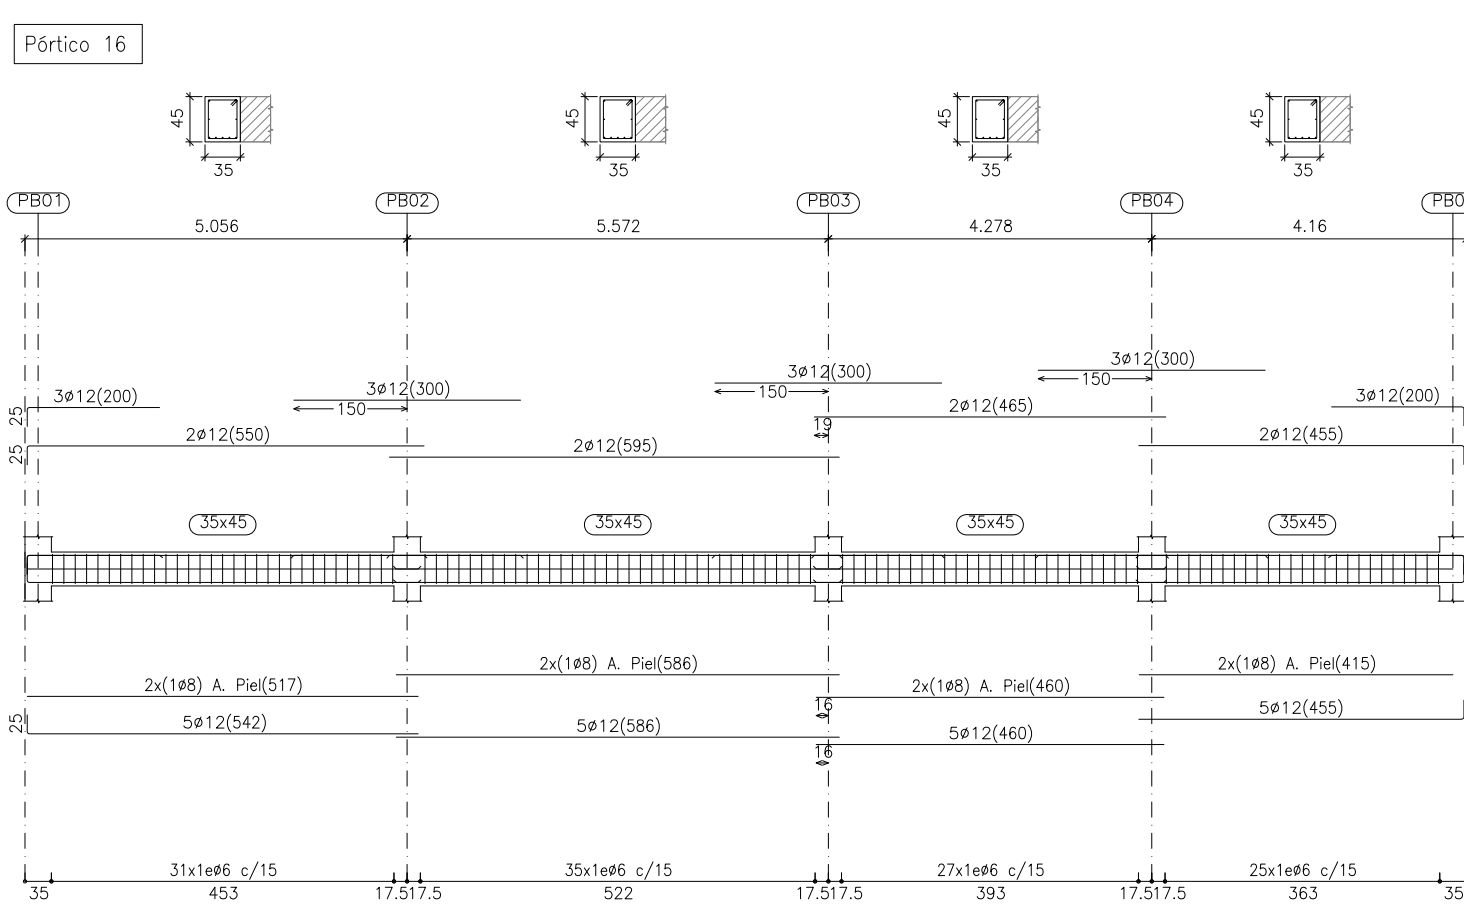 Pórtico 16
45
35
45
35
45
35
45
35
PB01
PB02
PB03
PB04
5.056
5.572
4.278
4.16
3ø12(300)
150
3ø12(300)
150
3ø12(300)
150
3ø12(200)
25
3ø12(200)
2ø12(465)
19
2ø12(550)
25
2ø12(595)
2ø12(455)
35x45
35x45
35x45
35x45
2x(1ø8) A. Piel(586)
2x(1ø8) A. Piel(415)
2x(1ø8) A. Piel(517)
2x(1ø8) A. Piel(460)
16
25
5ø12(542)
5ø12(586)
5ø12(460)
16
5ø12(455)
31x1eø6 c/15
35x1eø6 c/15
27x1eø6 c/15
25x1eø6 c/15
35
453
17.517.5
522
17.517.5
393
17.517.5
363
35